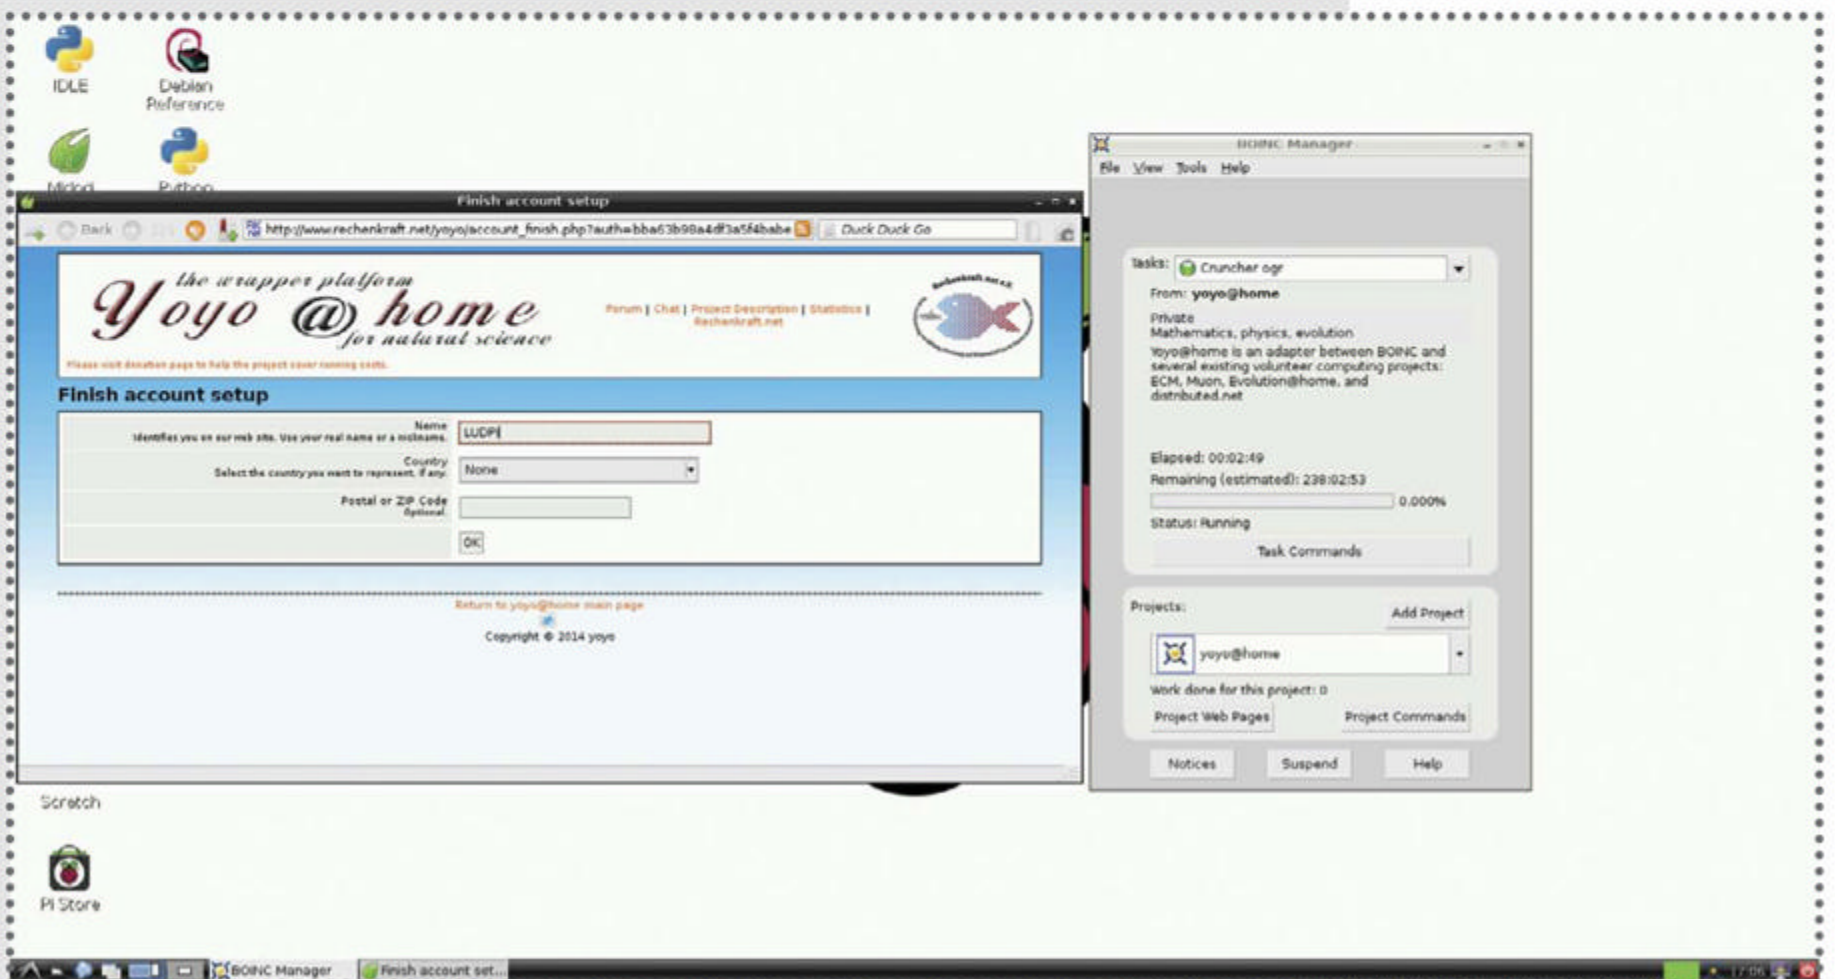 IDLE
Debian
Reference
Midori
Python
Finish account setup
Back
http://www.rechenkraft.net/yoyo/account_finish.php?auth=bba63b98a4df3a5f4babe
Duck Duck Go
the wrapper platform
Yoyo @ home
for natural science
Forum | Chat | Project Description | Statistics |
Rechenkraft.net
Rechenkraft.net e.V.
Please visit donation page to help the project cover running costs.
Finish account setup
Name
Identifies you on our web site. Use your real name or a nickname.
LUDPi
Country
Select the country you want to represent, if any.
None
Postal or ZIP Code
Optional
OK
Return to yoyo@home main page
Copyright © 2014 yoyo
BOINC Manager
File View Tools Help
Tasks:
Cruncher ogr
From: yoyo@home
Private
Mathematics, physics, evolution
Yoyo@home is an adapter between BOINC and
several existing volunteer computing projects:
ECM, Muon, Evolution@home, and
distributed.net
Elapsed: 00:02:49
Remaining (estimated): 238:02:53
0.000%
Status: Running
Task Commands
Projects:
Add Project
yoyo@home
Work done for this project: 0
Project Web Pages
Project Commands
Notices
Suspend
Help
Scratch
Pi Store
BOINC Manager
Finish account set...
17:06